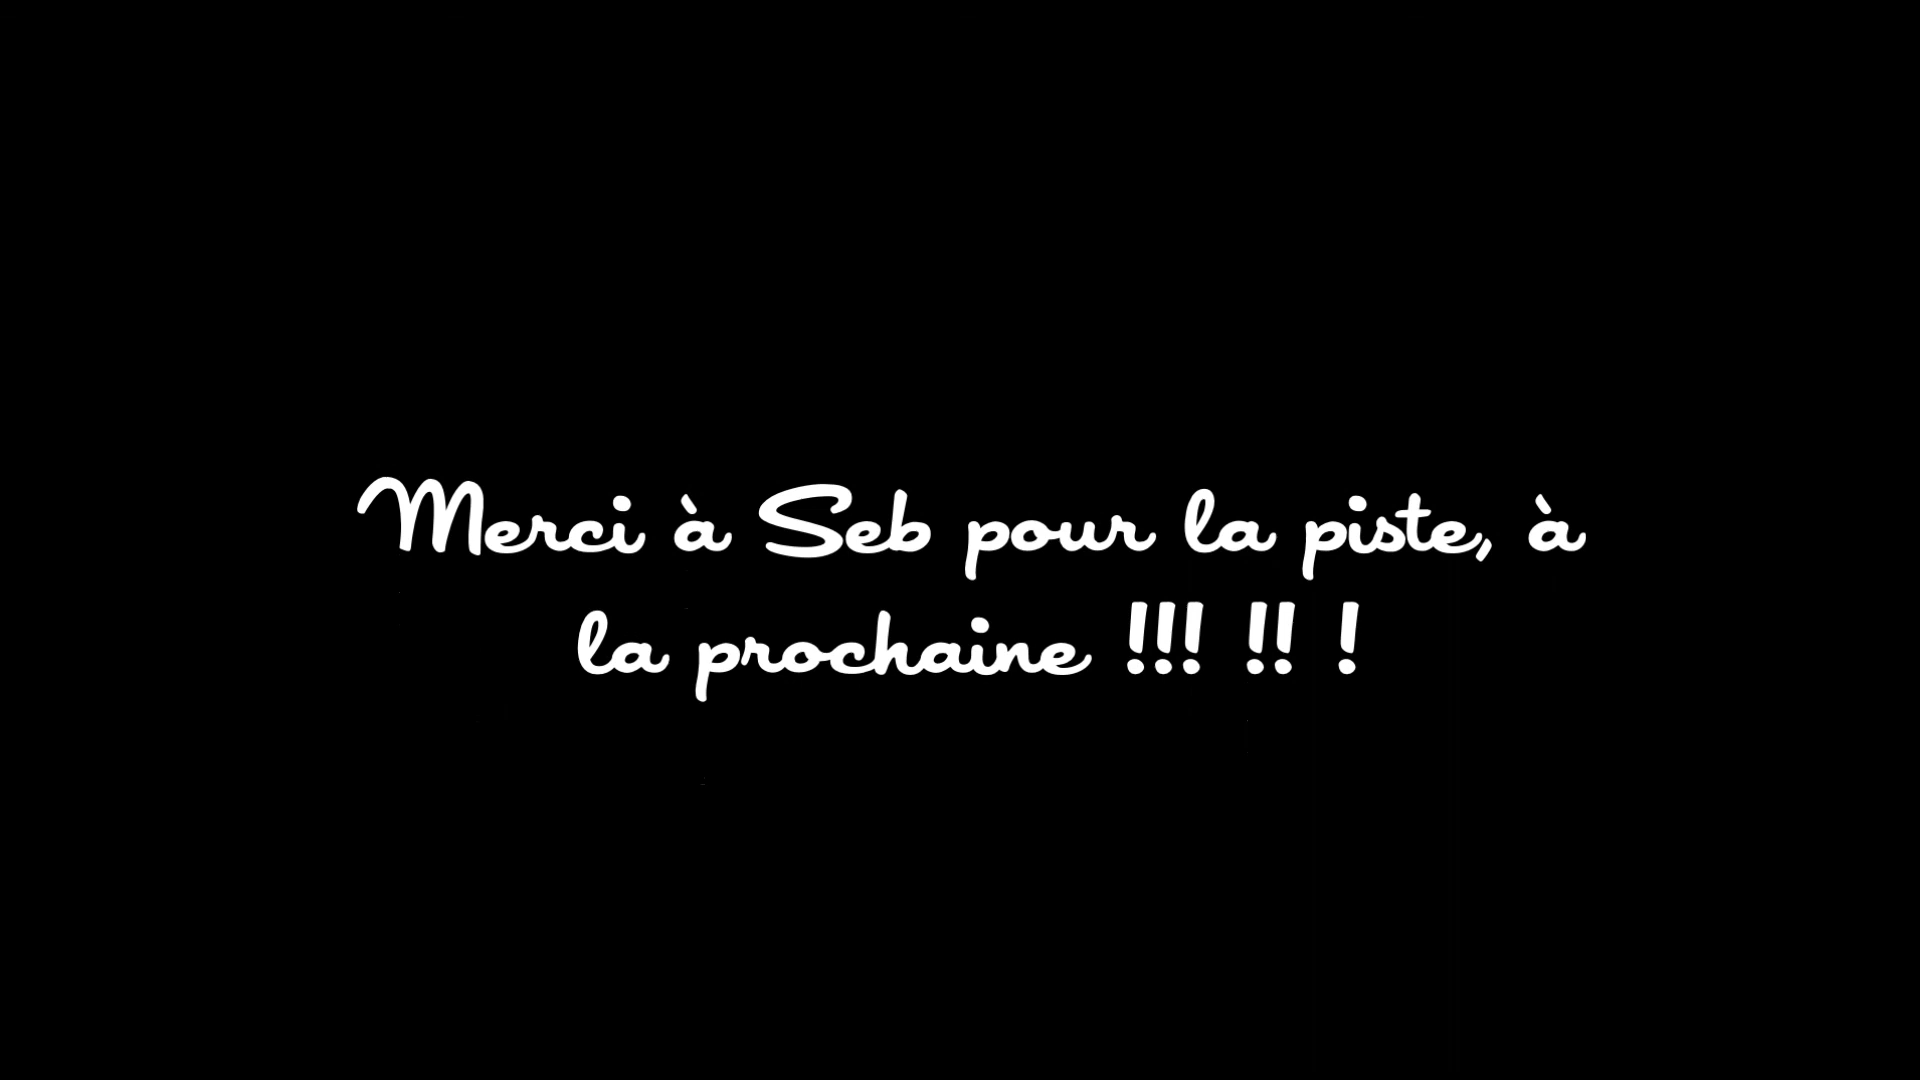 Merci à Seb pour la piste, à
la prochaine !!! !! !